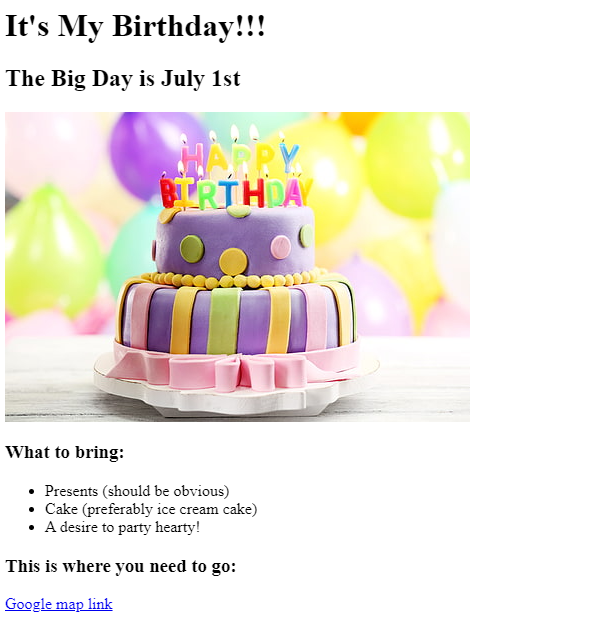 It's My Birthday!!!
The Big Day is July 1st
HAPPY
BIRTHDAY
What to bring:
Presents (should be obvious)
Cake (preferably ice cream cake)
A desire to party hearty!
This is where you need to go:
Google map link